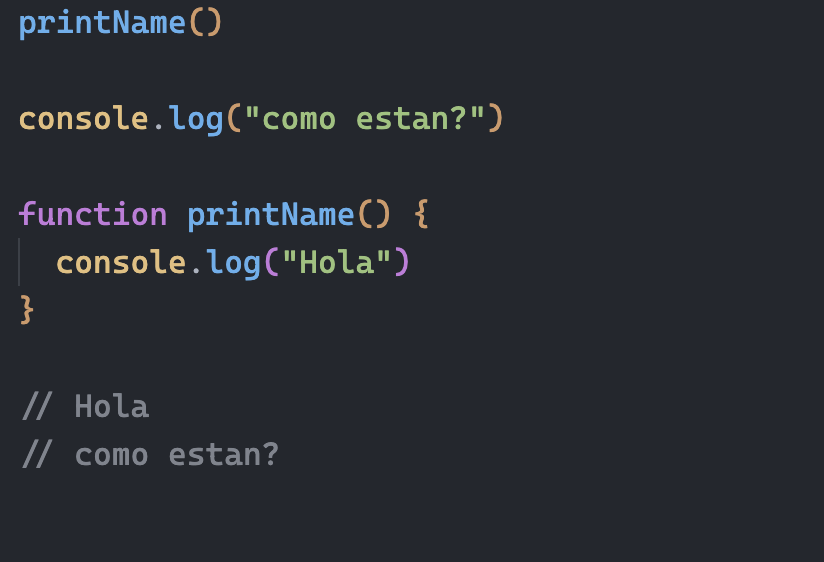 printName()
console.log("como estan?")
function printName() {
  console.log("Hola")
}
// Hola
// como estan?